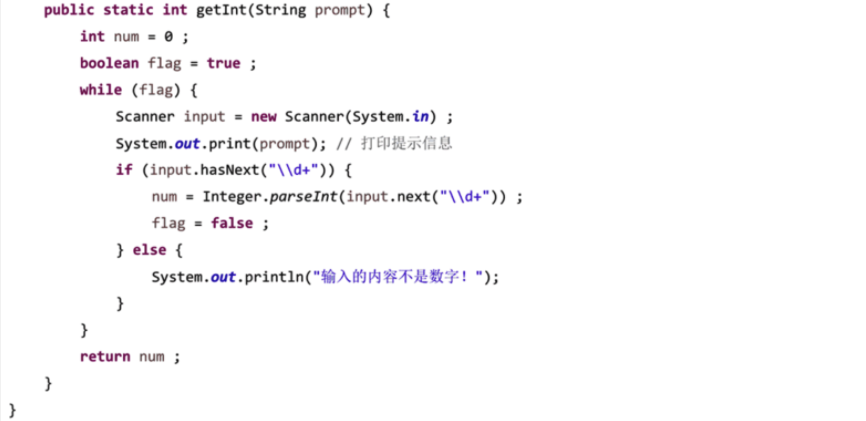 public static int getInt(String prompt) {
int num = 0 ;
boolean flag = true ;
while (flag) {
Scanner input = new Scanner(System.in) ;
System.out.print(prompt); // 打印提示信息
if (input.hasNext("\\d+")) {
num = Integer.parseInt(input.next("\\d+")) ;
flag = false ;
} else {
System.out.println("输入的内容不是数字！");
}
}
return num ;
}
}